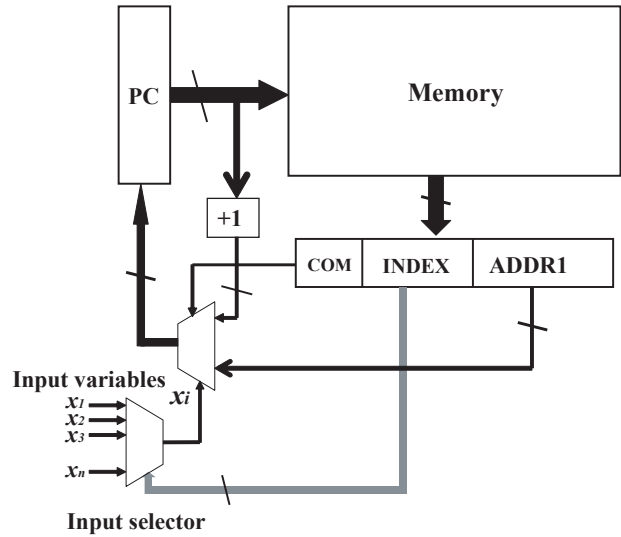 PC
Memory
+1
COM
INDEX
ADDR1
Input variables
x1
x2
x3
xn
xi
Input selector